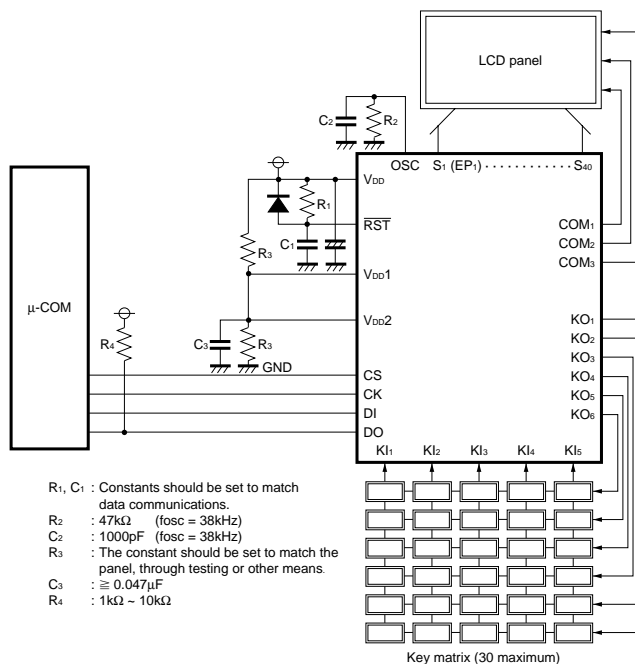 LCD panel
C2
R2
OSC
S1 (EP1) · · · · · · · · · · S40
VDD
R1
RST
C1
R3
VDD1
μ-COM
VDD2
R4
C3
R3
GND
CS
CK
DI
DO
COM1
COM2
COM3
KO1
KO2
KO3
KO4
KO5
KO6
KI1 KI2 KI3 KI4 KI5
R1, C1 : Constants should be set to match
data communications.
R2 : 47kΩ (fosc = 38kHz)
C2 : 1000pF (fosc = 38kHz)
R3 : The constant should be set to match the
panel, through testing or other means.
C3 : ≧ 0.047μF
R4 : 1kΩ ~ 10kΩ
Key matrix (30 maximum)